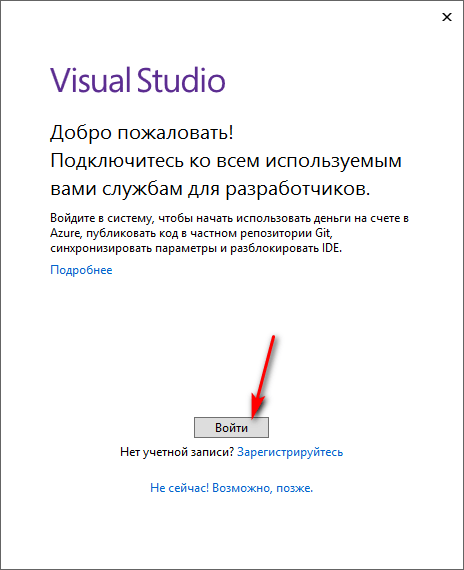 Visual Studio
Добро пожаловать!
Подключитесь ко всем используемым
вами службам для разработчиков.
Войдите в систему, чтобы начать использовать деньги на счете в
Azure, публиковать код в частном репозитории Git,
синхронизировать параметры и разблокировать IDE.
Подробнее
Войти
Нет учетной записи? Зарегистрируйтесь
Не сейчас! Возможно, позже.